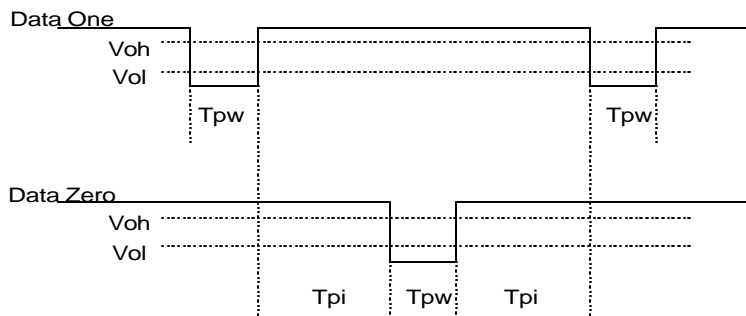 Data One
Voh
Vol
Tpw Tpw
Data Zero
Voh
Vol
Tpi Tpw Tpi